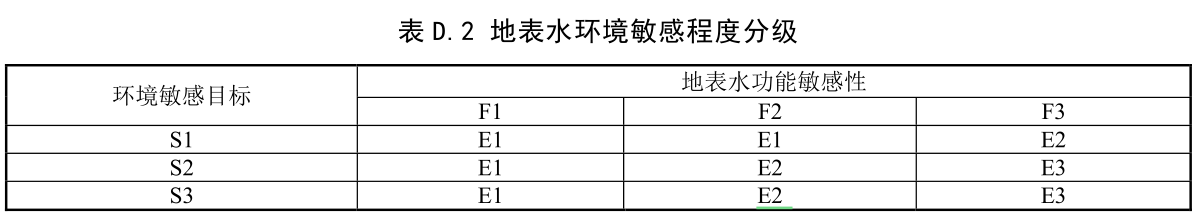 表 D.2 地表水环境敏感程度分级
环境敏感目标 地表水功能敏感性
F1 F2 F3
S1 E1 E1 E2
S2 E1 E2 E3
S3 E1 E2 E3